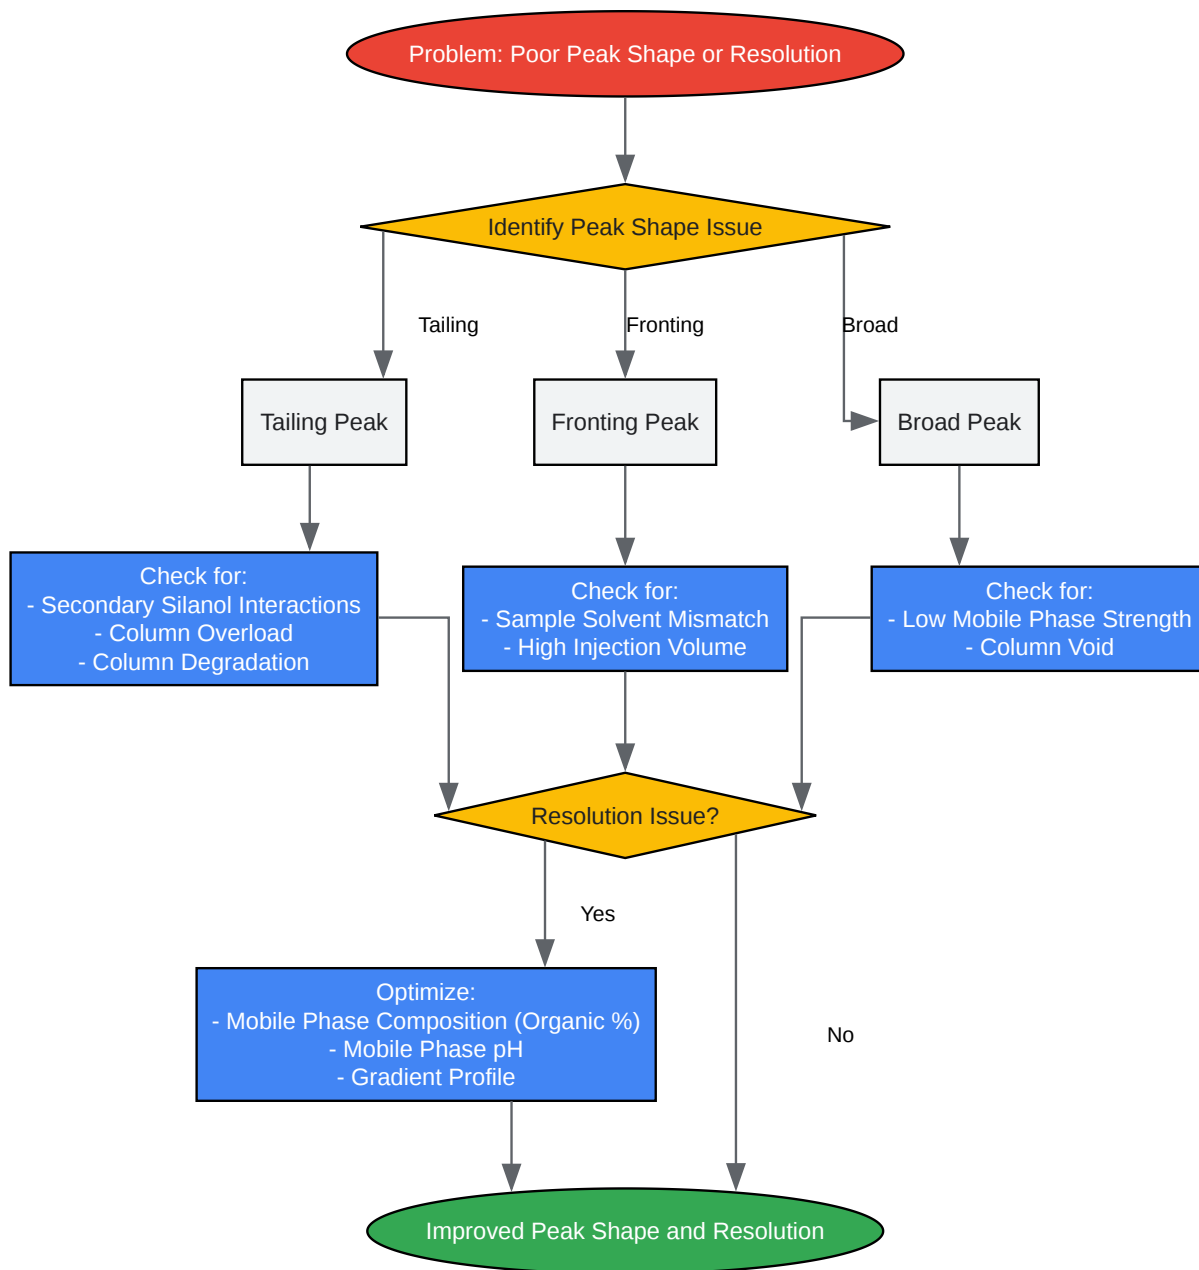 Problem: Poor Peak Shape or Resolution
Identify Peak Shape Issue
Tailing
Fronting
Broad
Tailing Peak
Fronting Peak
Broad Peak
Check for:
- Secondary Silanol Interactions
- Column Overload
- Column Degradation
Check for:
- Sample Solvent Mismatch
- High Injection Volume
Check for:
- Low Mobile Phase Strength
- Column Void
Resolution Issue?
Yes
No
Optimize:
- Mobile Phase Composition (Organic %)
- Mobile Phase pH
- Gradient Profile
Improved Peak Shape and Resolution